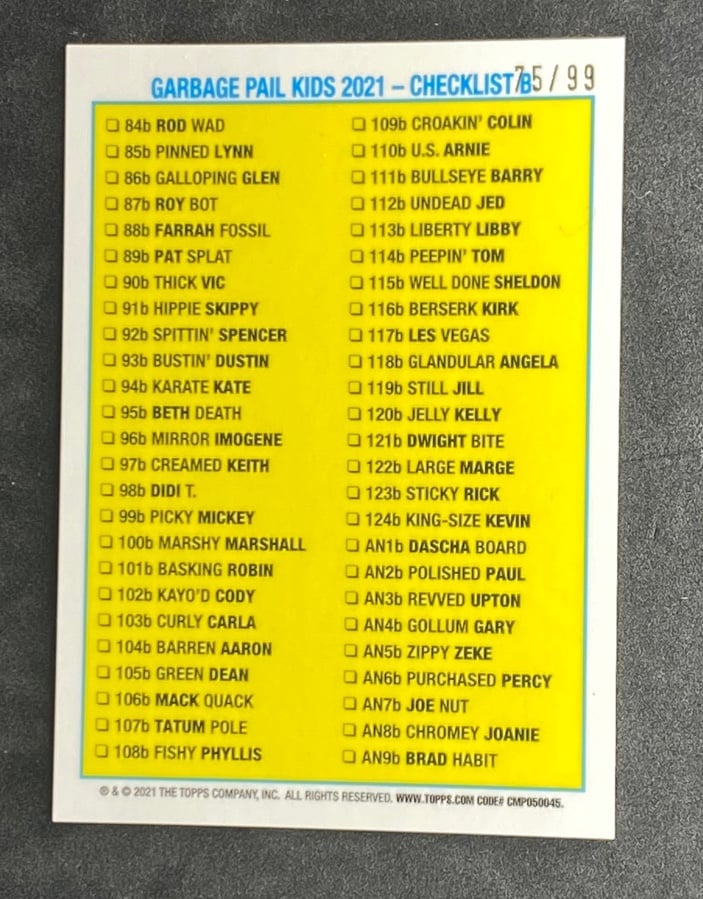 GARBAGE PAIL KIDS 2021 – CHECKLIST B
75/99
84b ROD WAD
85b PINNED LYNN
86b GALLOPING GLEN
87b ROY BOT
88b FARRAH FOSSIL
89b PAT SPLAT
90b THICK VIC
91b HIPPIE SKIPPY
92b SPITTIN' SPENCER
93b BUSTIN' DUSTIN
94b KARATE KATE
95b BETH DEATH
96b MIRROR IMOGENE
97b CREAMED KEITH
98b DIDI T.
99b PICKY MICKEY
100b MARSHY MARSHALL
101b BASKING ROBIN
102b KAYO'D CODY
103b CURLY CARLA
104b BARREN AARON
105b GREEN DEAN
106b MACK QUACK
107b TATUM POLE
108b FISHY PHYLLIS
109b CROAKIN' COLIN
110b U.S. ARNIE
111b BULLSEYE BARRY
112b UNDEAD JED
113b LIBERTY LIBBY
114b PEEPIN' TOM
115b WELL DONE SHELDON
116b BERSERK KIRK
117b LES VEGAS
118b GLANDULAR ANGELA
119b STILL JILL
120b JELLY KELLY
121b DWIGHT BITE
122b LARGE MARGE
123b STICKY RICK
124b KING-SIZE KEVIN
AN1b DASCHA BOARD
AN2b POLISHED PAUL
AN3b REVVED UPTON
AN4b GOLLUM GARY
AN5b ZIPPY ZEKE
AN6b PURCHASED PERCY
AN7b JOE NUT
AN8b CHROMEY JOANIE
AN9b BRAD HABIT
® & © 2021 THE TOPPS COMPANY, INC. ALL RIGHTS RESERVED. WWW.TOPPS.COM CODE# CMP050045.